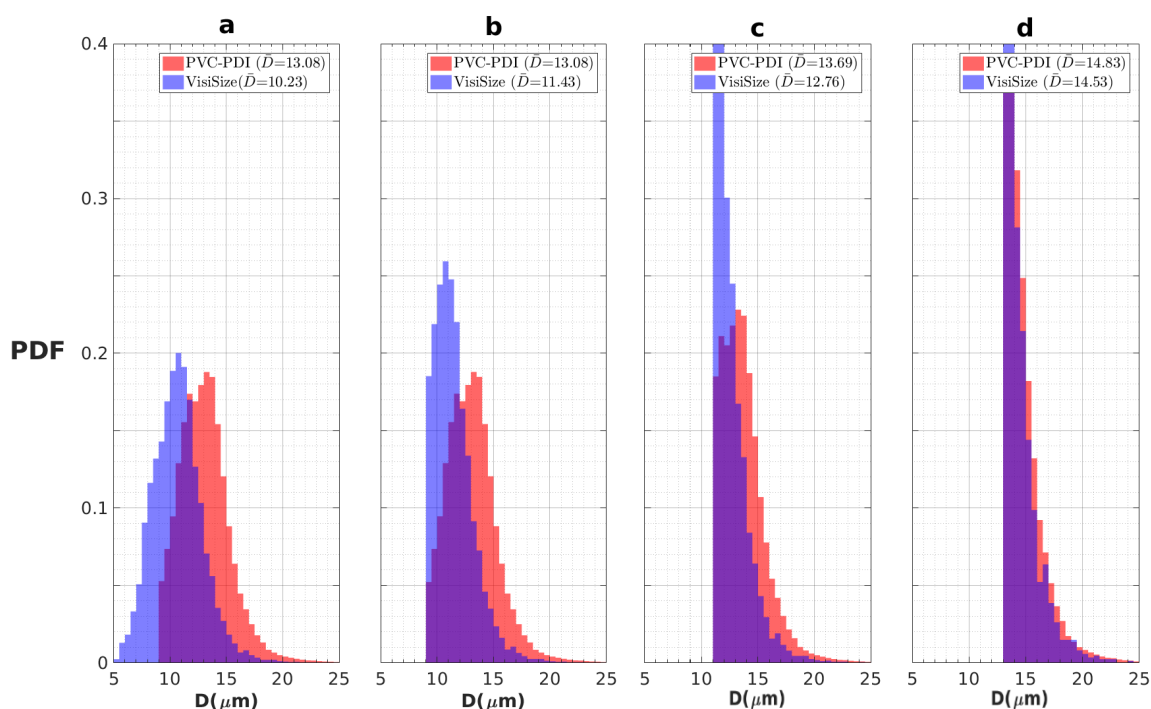 a b c d
PVC-PDI (D̄=13.08)
VisiSize(D̄=10.23)
PVC-PDI (D̄=13.08)
VisiSize (D̄=11.43)
PVC-PDI (D̄=13.69)
VisiSize (D̄=12.76)
PVC-PDI (D̄=14.83)
VisiSize (D̄=14.53)
0.4
0.3
PDF
0.2
0.1
0
5 10 15 20 25
5 10 15 20 25
5 10 15 20 25
5 10 15 20 25
D(μm)
D(μm)
D(μm)
D(μm)